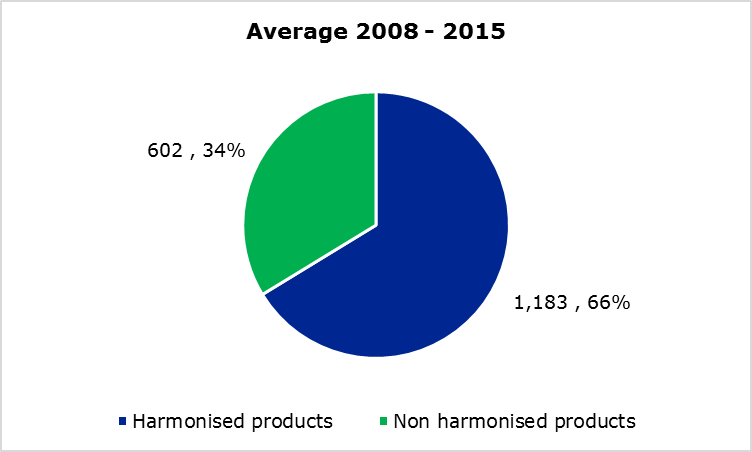 Average 2008 - 2015
602 , 34%
1,183 , 66%
Harmonised products
Non harmonised products